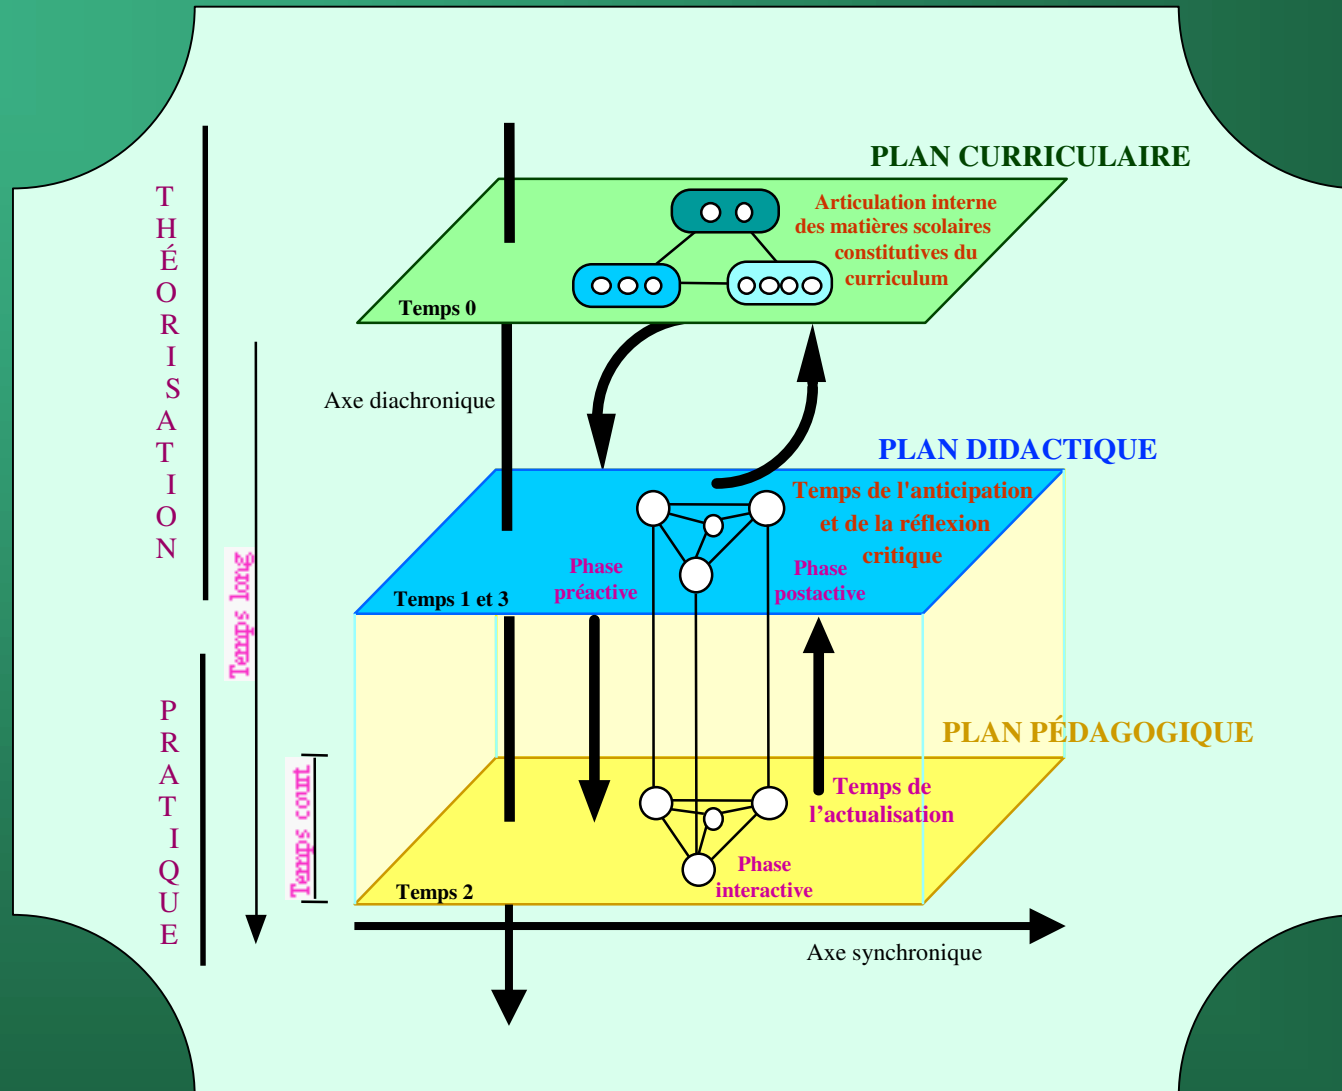 PLAN CURRICULAIRE
Articulation interne
des matières scolaires
constitutives du
curriculum
Temps 0
THÉORISATION
Axe diachronique
PLAN DIDACTIQUE
Temps de l'anticipation
et de la réflexion
critique
Phase
préactive
Phase
postactive
Temps 1 et 3
Temps long
PRATIQUE
PLAN PÉDAGOGIQUE
Temps court
Temps de
l’actualisation
Phase
interactive
Temps 2
Axe synchronique